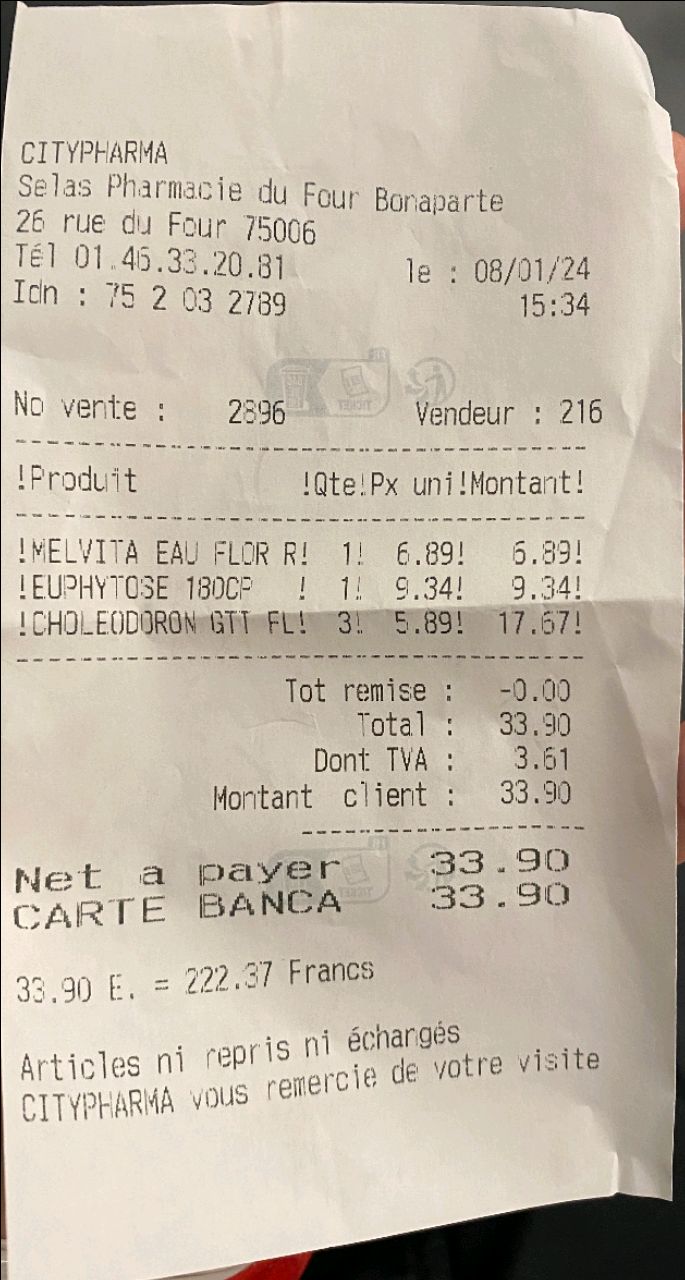 CITYPHARMA
Selas Pharmacie du Four Bonaparte
26 rue du Four 75006
Tél 01.46.33.20.81 le : 08/01/24
Idn : 75 2 03 2789 15:34
No vente : 2896 Vendeur : 216
!Produit !Qte!Px uni!Montant!
!MELVITA EAU FLOR R! 1! 6.89! 6.89!
!EUPHYTOSE 180CP ! 1! 9.34! 9.34!
!CHOLEODORON GTT FL! 3! 5.89! 17.67!
Tot remise : -0.00
Total : 33.90
Dont TVA : 3.61
Montant client : 33.90
Net a payer 33.90
CARTE BANCA 33.90
33.90 E. = 222.37 Francs
Articles ni repris ni échangés
CITYPHARMA vous remercie de votre visite